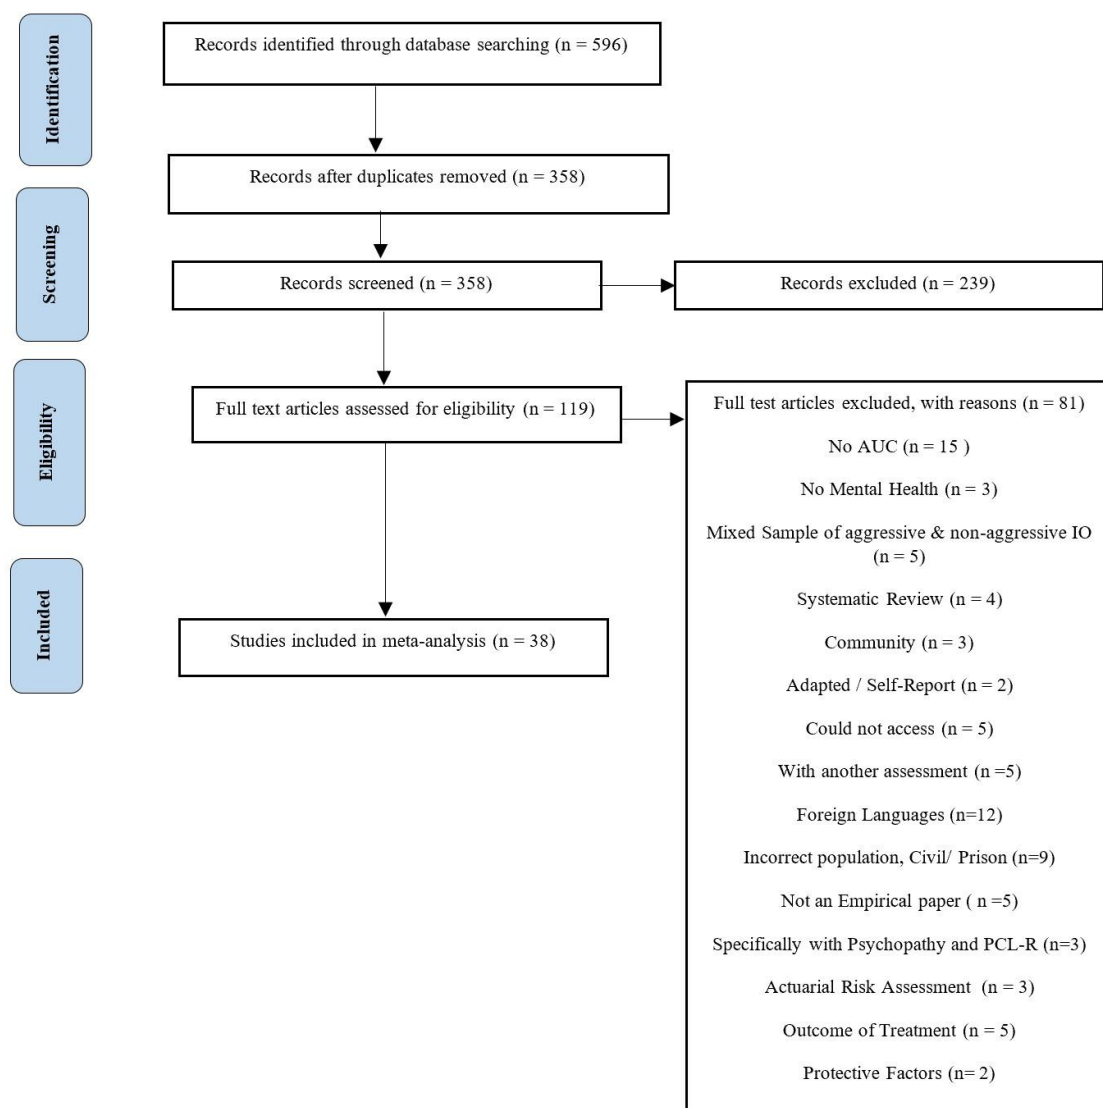 Identification
Records identified through database searching (n = 596)
Records after duplicates removed (n = 358)
Screening
Records screened (n = 358)
Records excluded (n = 239)
Eligibility
Full text articles assessed for eligibility (n = 119)
Full test articles excluded, with reasons (n = 81)
No AUC (n = 15 )
No Mental Health (n = 3)
Mixed Sample of aggressive & non-aggressive IO
(n = 5)
Systematic Review (n = 4)
Community (n = 3)
Adapted / Self-Report (n = 2)
Could not access (n = 5)
With another assessment (n =5)
Foreign Languages (n=12)
Incorrect population, Civil/ Prison (n=9)
Not an Empirical paper ( n =5)
Specifically with Psychopathy and PCL-R (n=3)
Actuarial Risk Assessment (n = 3)
Outcome of Treatment (n = 5)
Protective Factors (n= 2)
Included
Studies included in meta-analysis (n = 38)